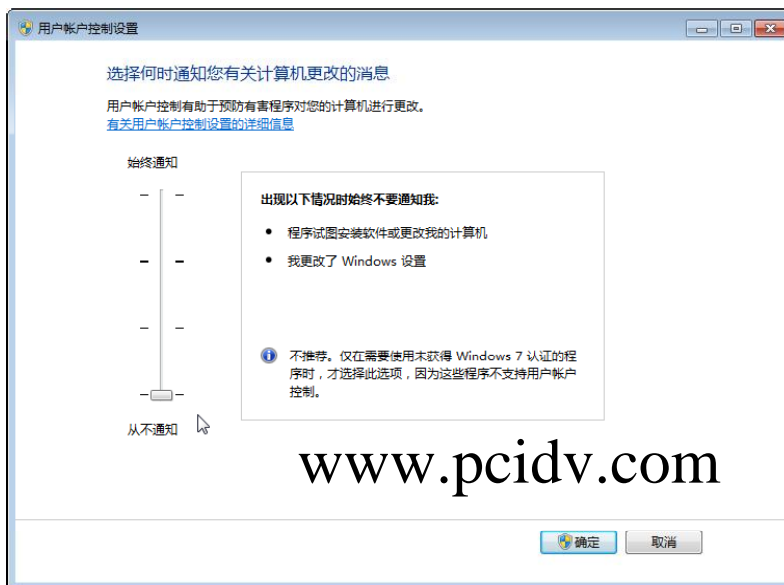 用户帐户控制设置
选择何时通知您有关计算机更改的消息
用户帐户控制有助于预防有害程序对您的计算机进行更改。
有关用户帐户控制设置的详细信息
始终通知
出现以下情况时始终不要通知我:
程序试图安装软件或更改我的计算机
我更改了 Windows 设置
不推荐。仅在需要使用未获得 Windows 7 认证的程
序时，才选择此选项，因为这些程序不支持用户帐户
控制。
从不通知
www.pcidv.com
确定
取消